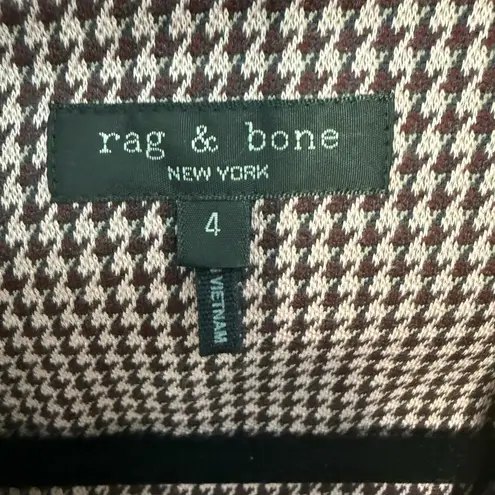 rag & bone
NEW YORK
4
VIETNAM